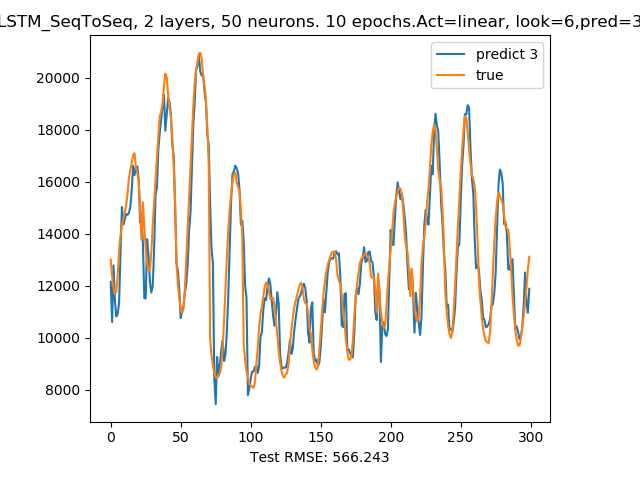 LSTM_SeqToSeq, 2 layers, 50 neurons. 10 epochs.Act=linear, look=6,pred=3
predict 3
true
20000
18000
16000
14000
12000
10000
8000
0 50 100 150 200 250 300
Test RMSE: 566.243